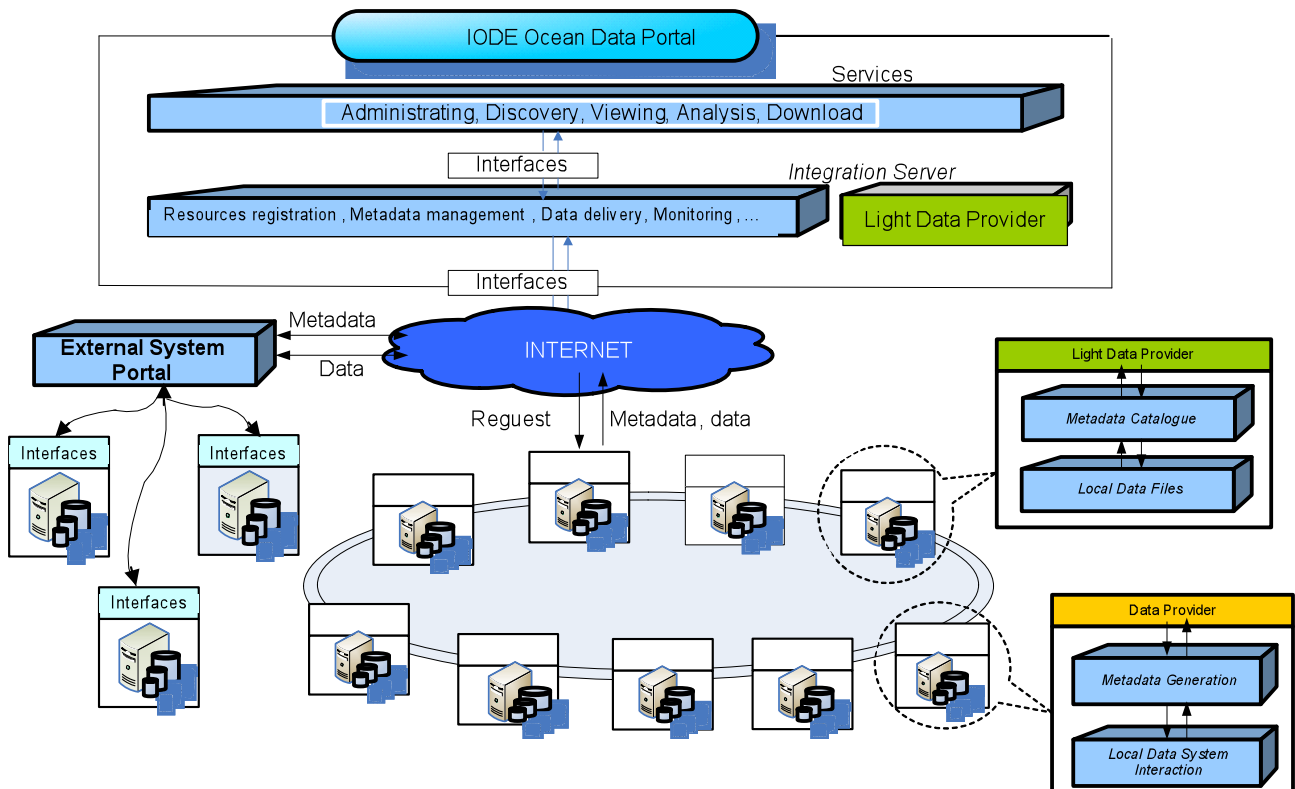 IODE Ocean Data Portal
Services
Administrating, Discovery, Viewing, Analysis, Download
Interfaces
Integration Server
Resources registration , Metadata management , Data delivery, Monitoring , ...
Light Data Provider
Interfaces
Metadata
External System
Portal
Data
INTERNET
Reguest
Metadata, data
Light Data Provider
Metadata Catalogue
Local Data Files
Interfaces
Interfaces
Interfaces
Data Provider
Metadata Generation
Local Data System
Interaction